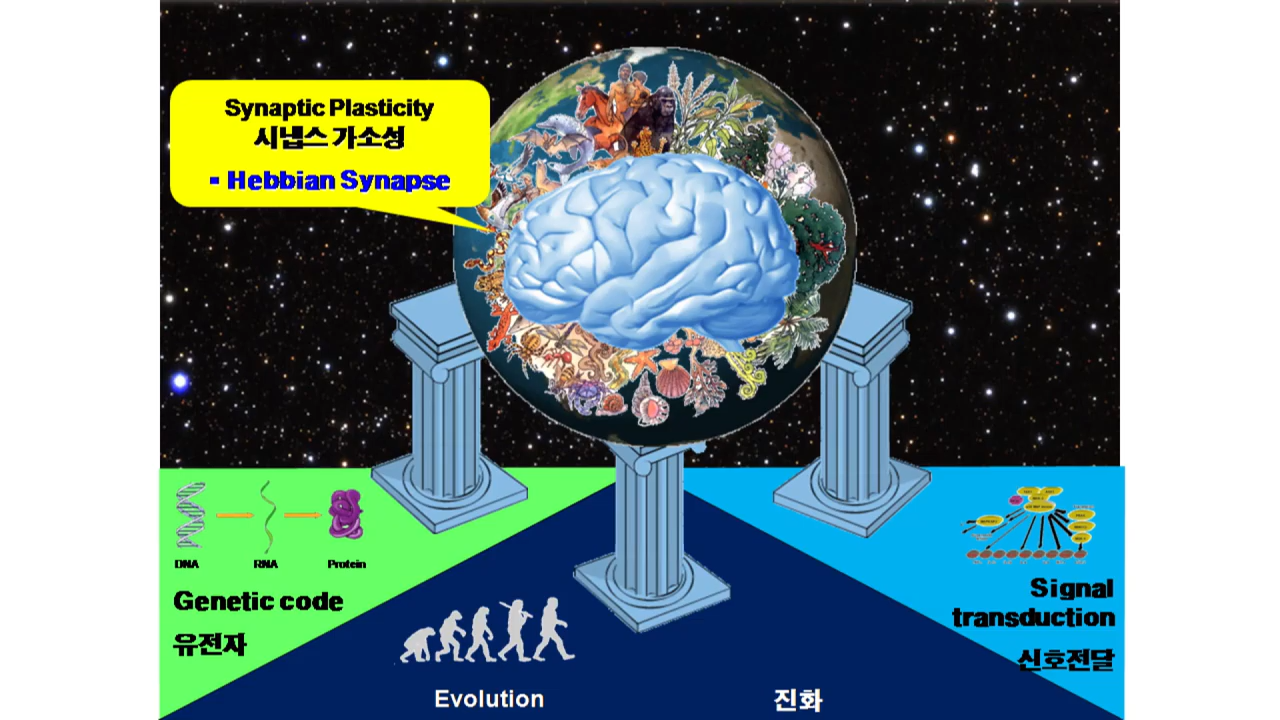 Synaptic Plasticity
시냅스 가소성
▪ Hebbian Synapse
DNA
RNA
Protein
Genetic code
유전자
Signal
transduction
신호전달
Evolution
진화